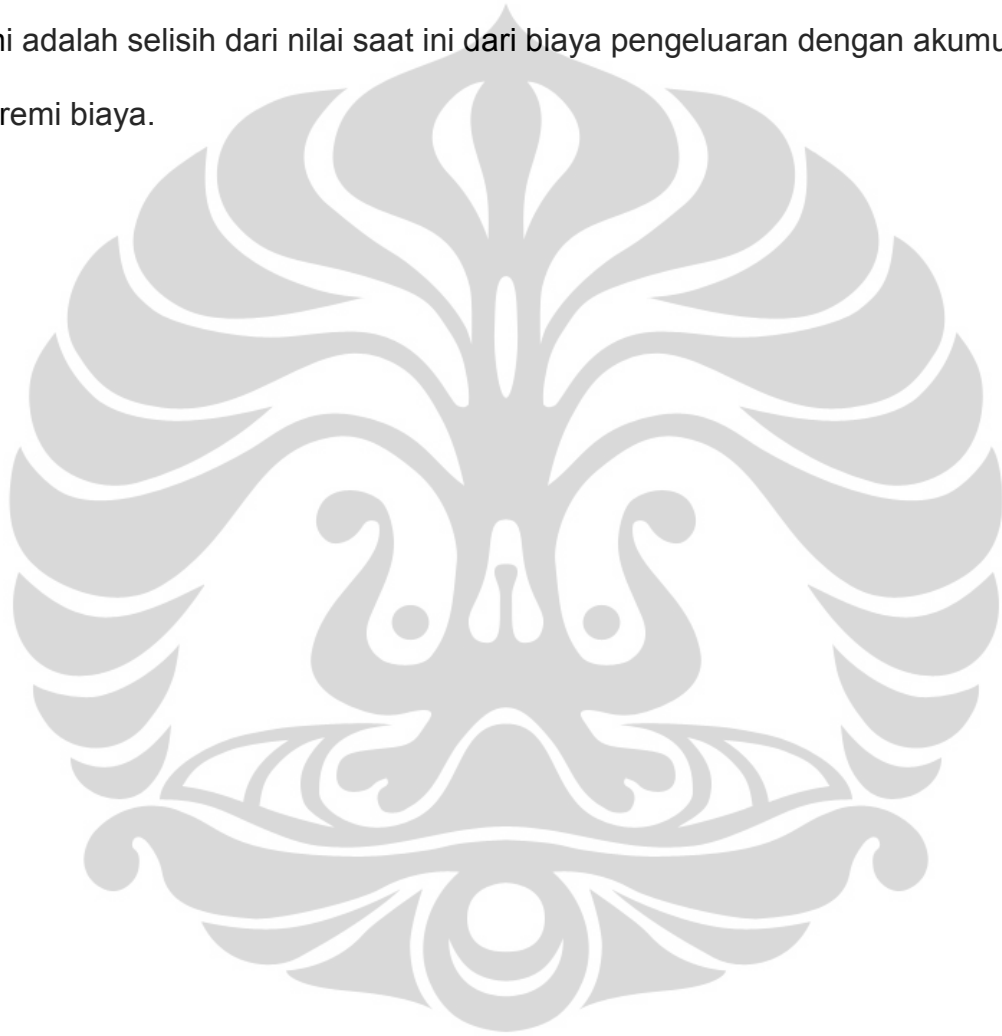 ni adalah selisih dari nilai saat ini dari biaya pengeluaran dengan akumu
remi biaya.